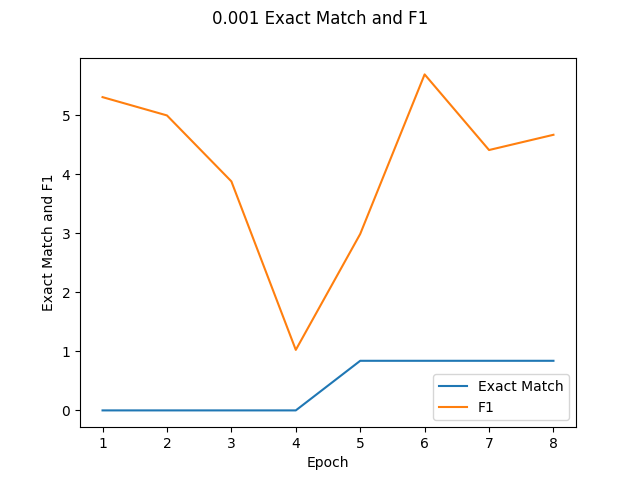 0.001 Exact Match and F1
Exact Match and F1
5
4
3
2
1
0
Exact Match
F1
1 2 3 4 5 6 7 8
Epoch